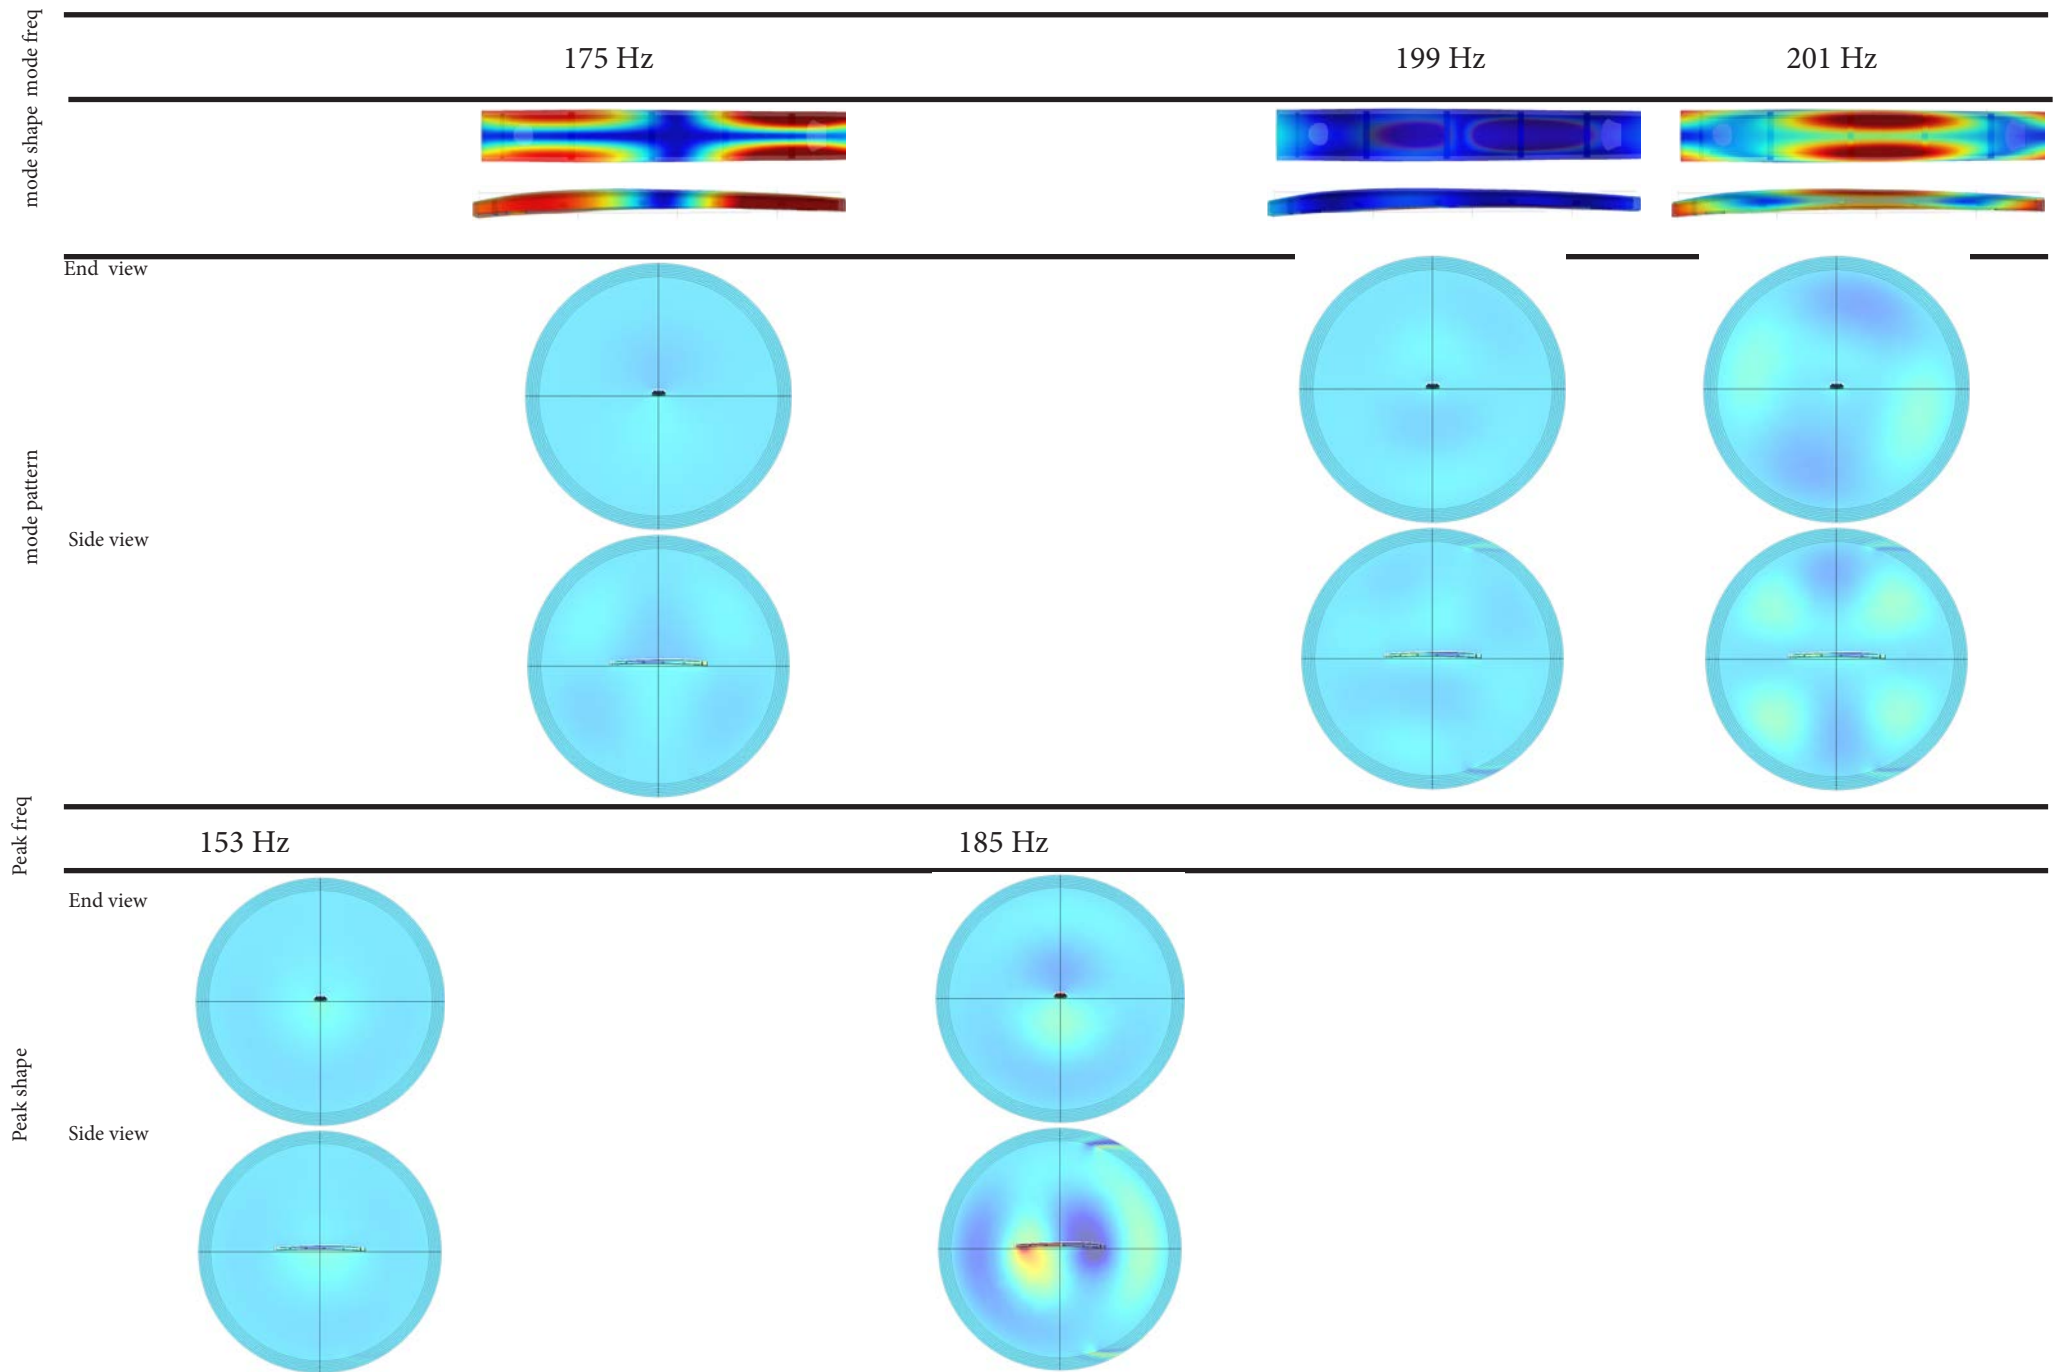 mode freq
175 Hz
199 Hz
201 Hz
mode shape
End view
mode pattern
Side view
Peak freq
153 Hz
185 Hz
End view
Peak shape
Side view